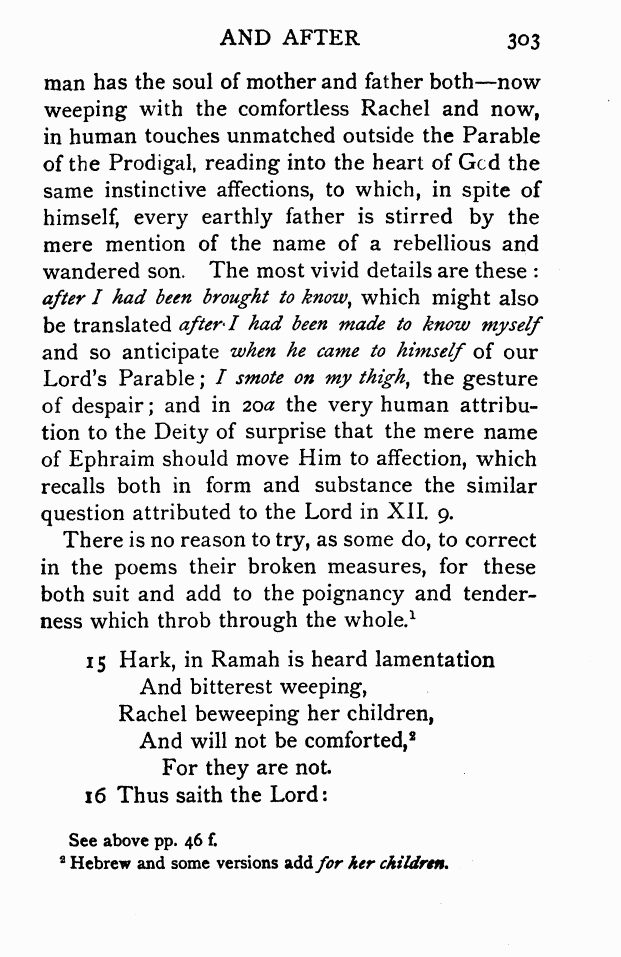 AND AFTER 303
man has the soul of mother and father both—now
weeping with the comfortless Rachel and now,
in human touches unmatched outside the Parable
of the Prodigal, reading into the heart of God the
same instinctive affections, to which, in spite of
himself, every earthly father is stirred by the
mere mention of the name of a rebellious and
wandered son. The most vivid details are these :
after I had been brought to know, which might also
be translated after I had been made to know myself
and so anticipate when he came to himself of our
Lord's Parable ; I smote on my thigh, the gesture
of despair ; and in 20a the very human attribu-
tion to the Deity of surprise that the mere name
of Ephraim should move Him to affection, which
recalls both in form and substance the similar
question attributed to the Lord in XII. 9.
There is no reason to try, as some do, to correct
in the poems their broken measures, for these
both suit and add to the poignancy and tender-
ness which throb through the whole.¹
15 Hark, in Ramah is heard lamentation
And bitterest weeping,
Rachel beweeping her children,
And will not be comforted,²
For they are not.
16 Thus saith the Lord:
See above pp. 46 f.
² Hebrew and some versions add for her children.